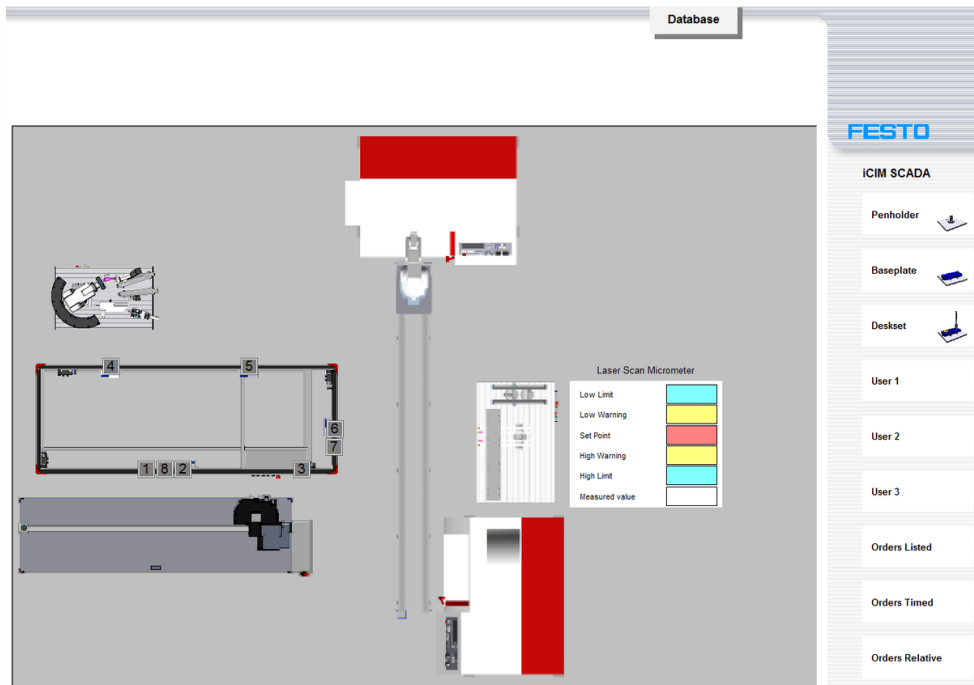 Database
FESTO
iCIM SCADA
Penholder
Baseplate
Deskset
User 1
User 2
User 3
Orders Listed
Orders Timed
Orders Relative
4
5
6
7
1 8 2
3
Laser Scan Micrometer
Low Limit
Low Warning
Set Point
High Warning
High Limit
Measured value